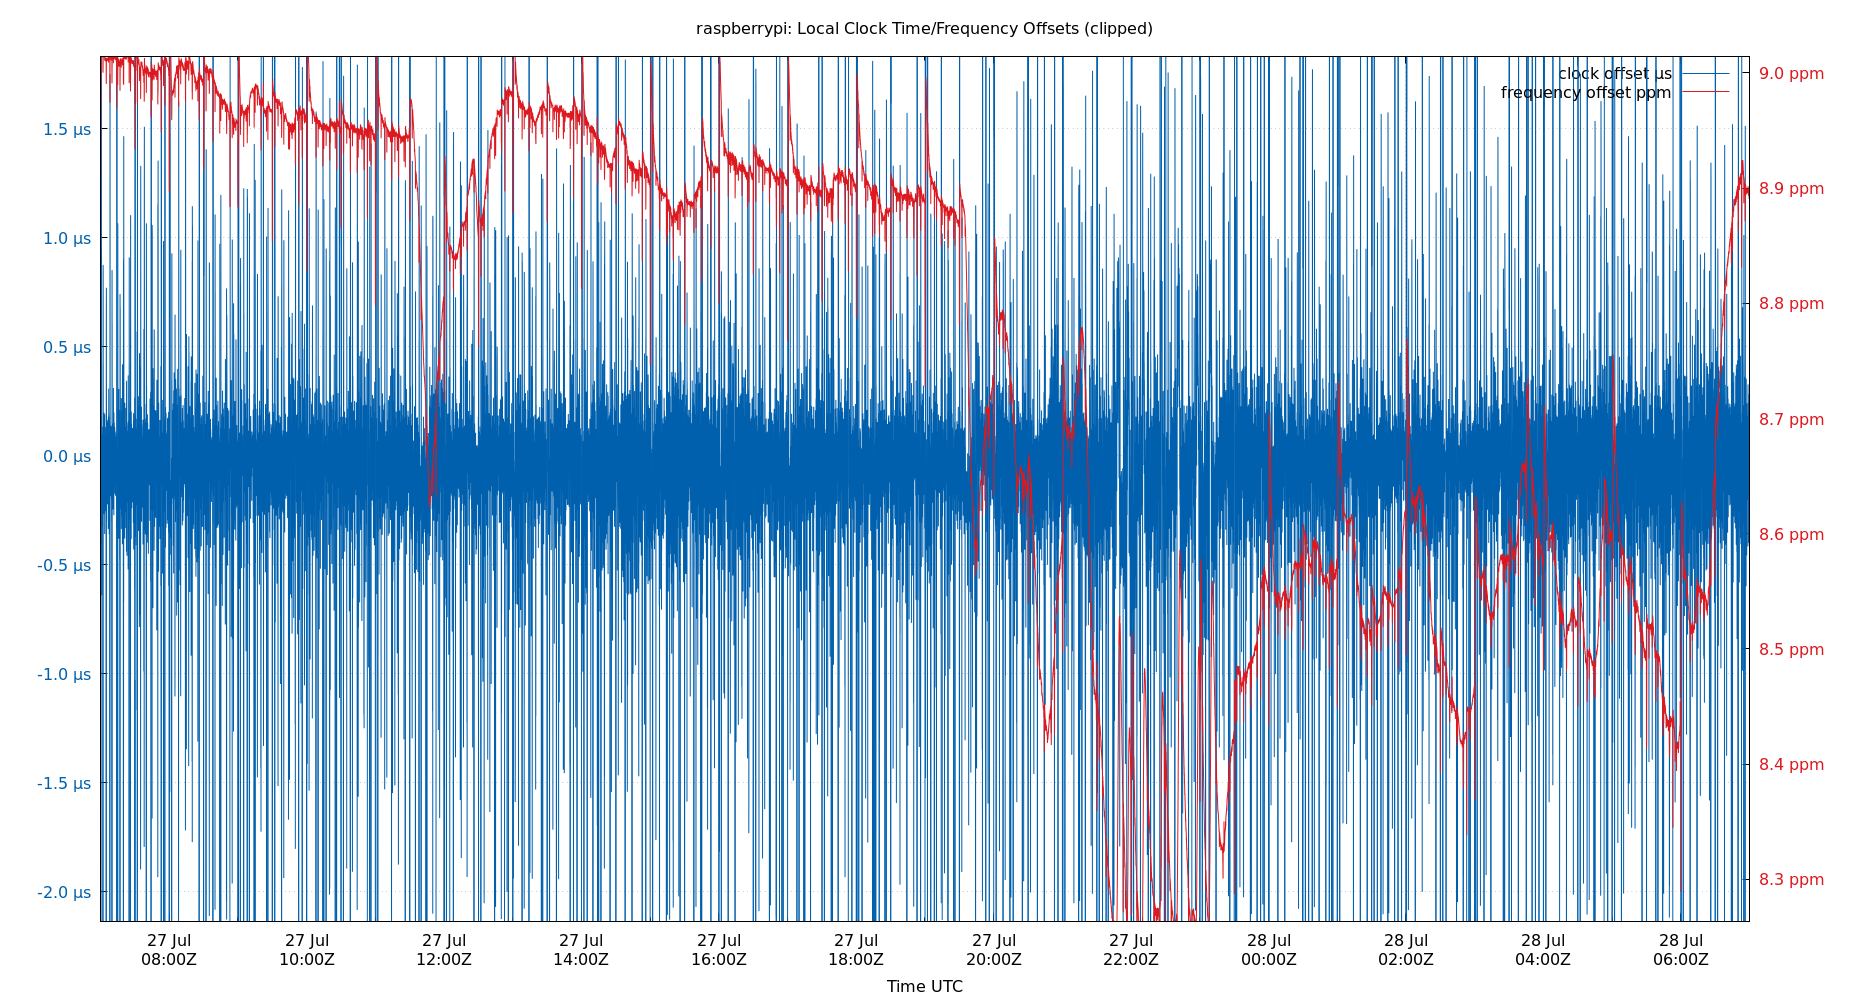 raspberrypi: Local Clock Time/Frequency Offsets (clipped)
clock offset µs
frequency offset ppm
1.5 µs
1.0 µs
0.5 µs
0.0 µs
-0.5 µs
-1.0 µs
-1.5 µs
-2.0 µs
9.0 ppm
8.9 ppm
8.8 ppm
8.7 ppm
8.6 ppm
8.5 ppm
8.4 ppm
8.3 ppm
27 Jul 27 Jul 27 Jul 27 Jul 27 Jul 27 Jul 27 Jul 27 Jul 28 Jul 28 Jul 28 Jul 28 Jul
08:00Z 10:00Z 12:00Z 14:00Z 16:00Z 18:00Z 20:00Z 22:00Z 00:00Z 02:00Z 04:00Z 06:00Z
Time UTC